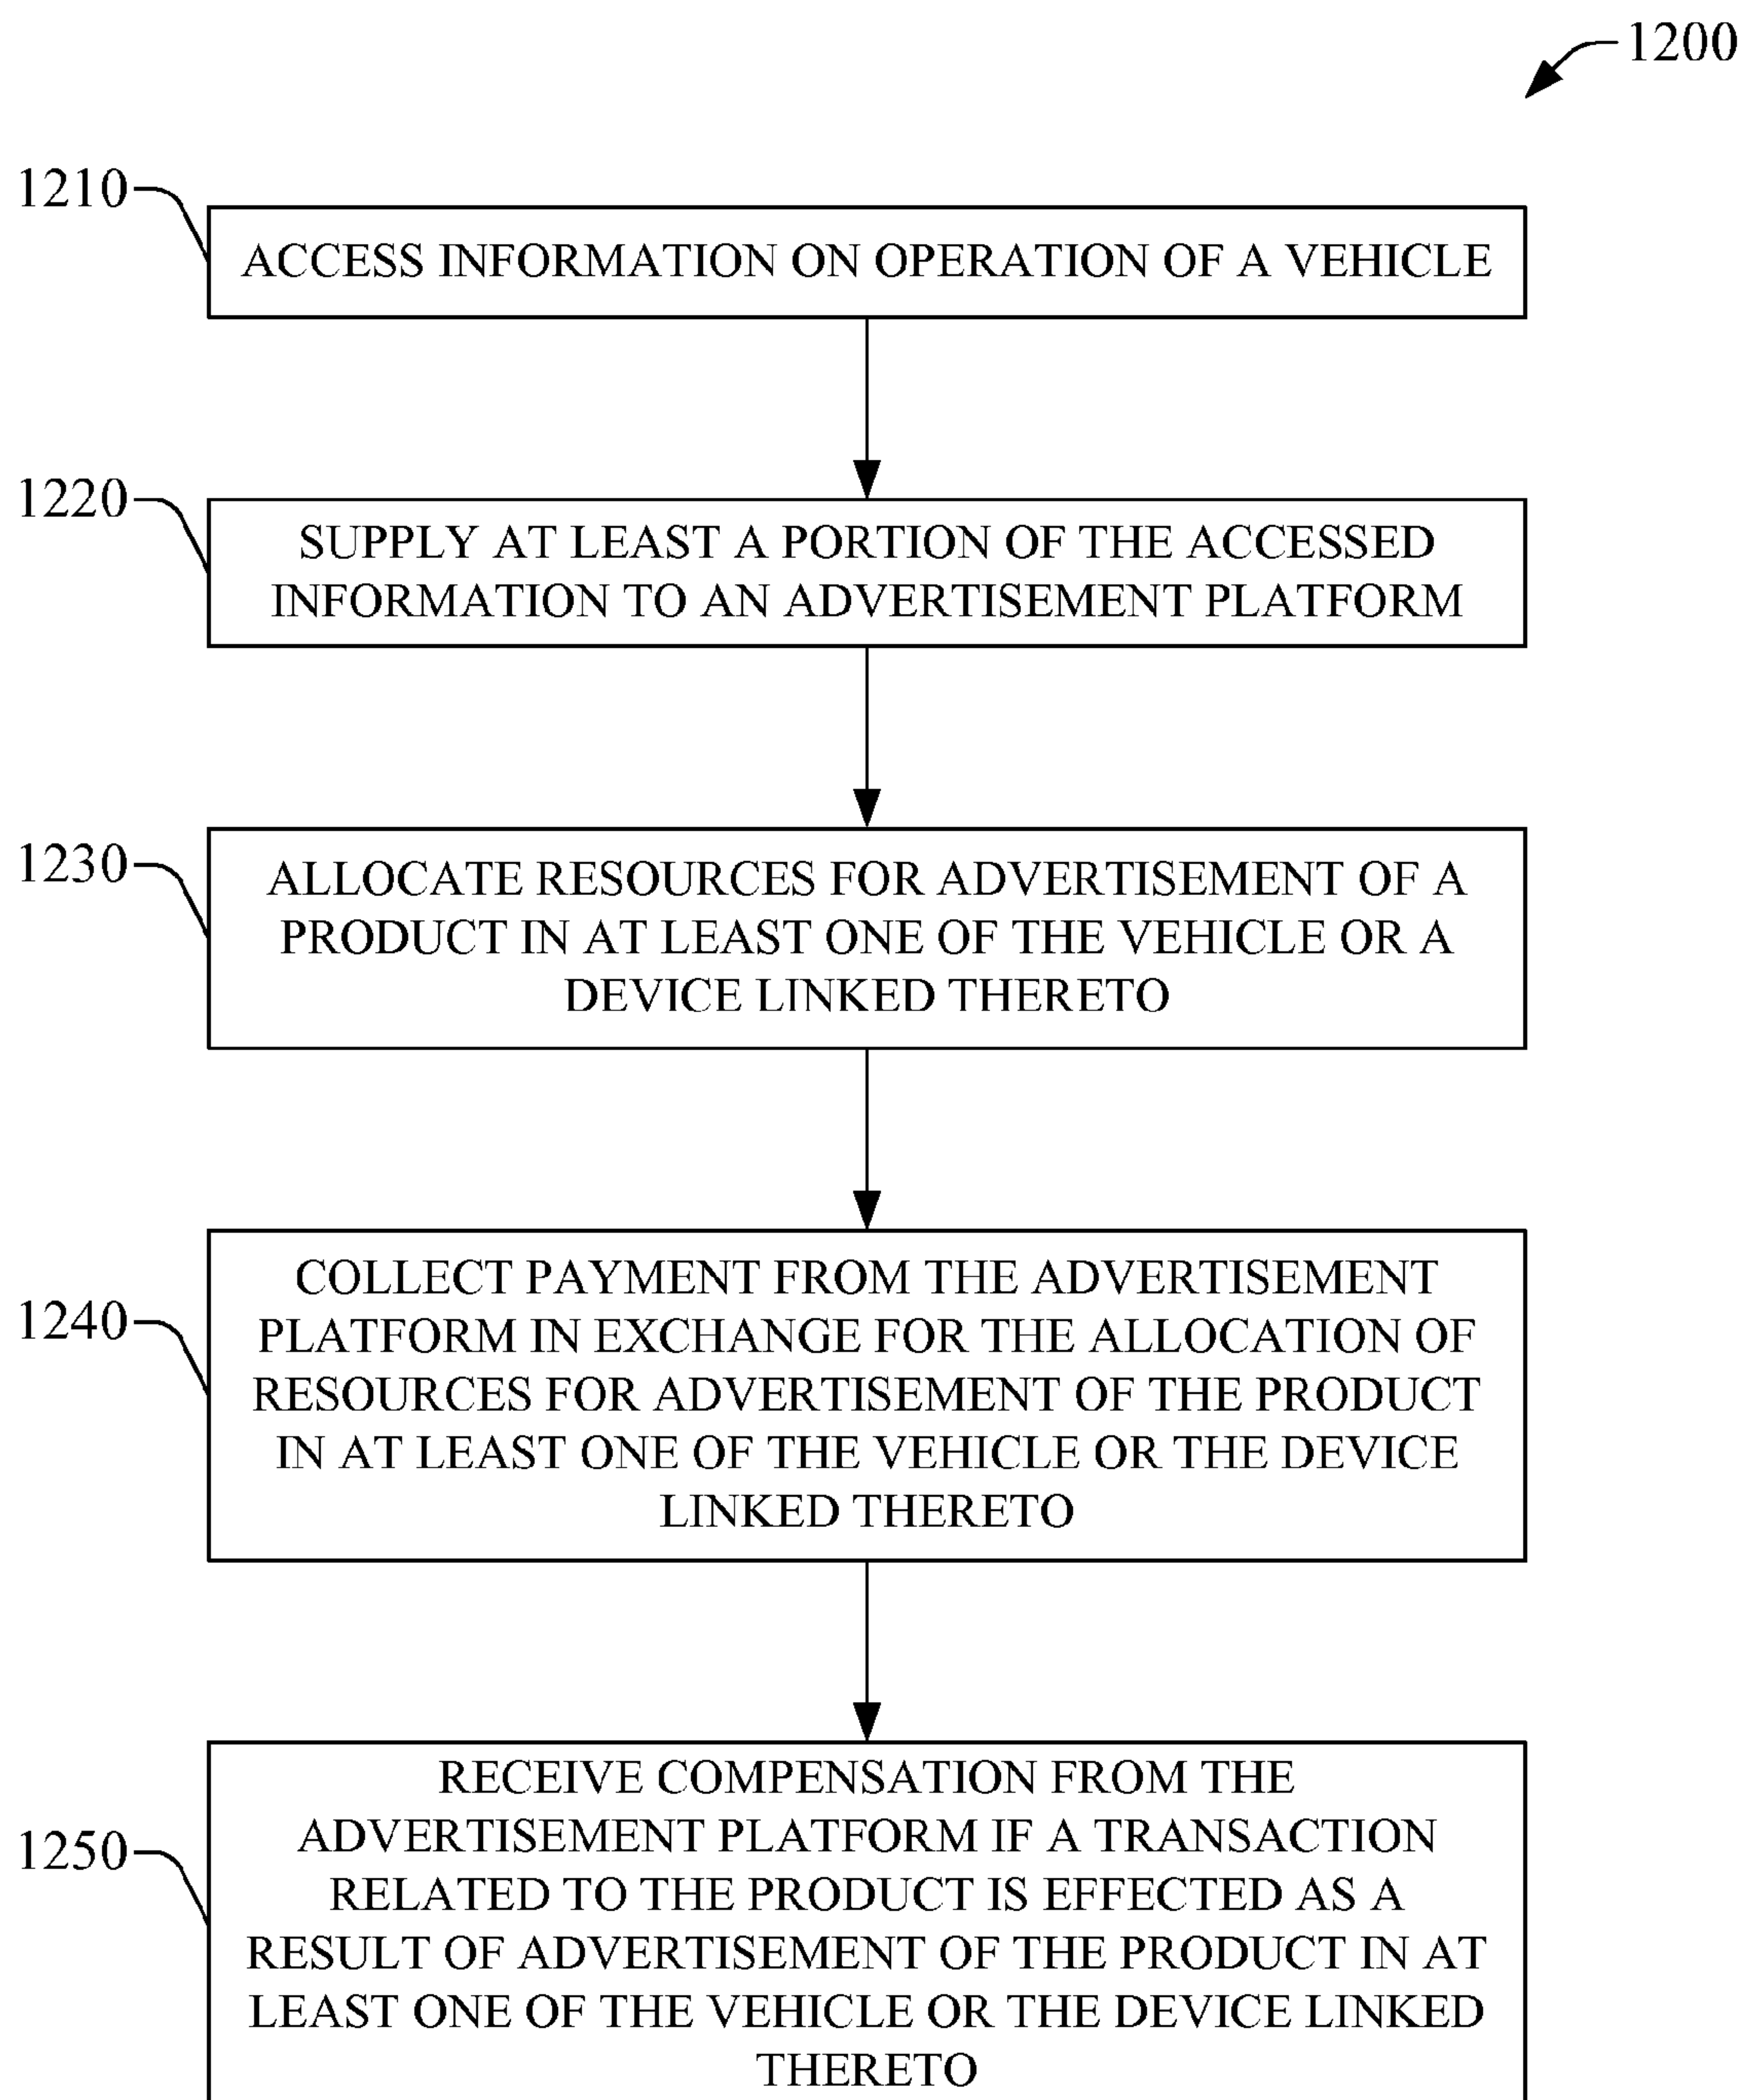 1200
1210
ACCESS INFORMATION ON OPERATION OF A VEHICLE
1220
SUPPLY AT LEAST A PORTION OF THE ACCESSED
INFORMATION TO AN ADVERTISEMENT PLATFORM
1230
ALLOCATE RESOURCES FOR ADVERTISEMENT OF A
PRODUCT IN AT LEAST ONE OF THE VEHICLE OR A
DEVICE LINKED THERETO
1240
COLLECT PAYMENT FROM THE ADVERTISEMENT
PLATFORM IN EXCHANGE FOR THE ALLOCATION OF
RESOURCES FOR ADVERTISEMENT OF THE PRODUCT
IN AT LEAST ONE OF THE VEHICLE OR THE DEVICE
LINKED THERETO
1250
RECEIVE COMPENSATION FROM THE
ADVERTISEMENT PLATFORM IF A TRANSACTION
RELATED TO THE PRODUCT IS EFFECTED AS A
RESULT OF ADVERTISEMENT OF THE PRODUCT IN AT
LEAST ONE OF THE VEHICLE OR THE DEVICE LINKED
THERETO